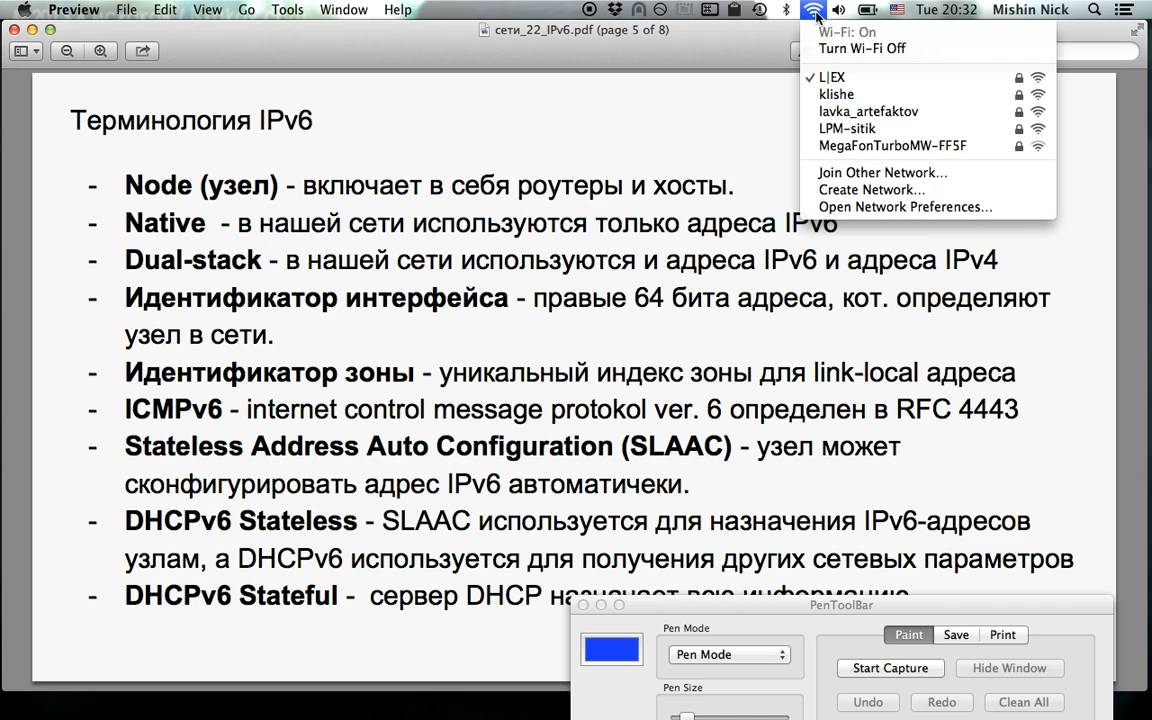 Preview File Edit View Go Tools Window Help Tue 20:32 Mishin Nick
сети_22_IPv6.pdf (page 5 of 8)
Wi-Fi: On
Turn Wi-Fi Off
✓ L|EX
klishe
lavka_artefaktov
LPM-sitik
MegaFonTurboMW-FF5F
Join Other Network...
Create Network...
Open Network Preferences...
Терминология IPv6
- Node (узел) - включает в себя роутеры и хосты.
- Native - в нашей сети используются только адреса IPv6
- Dual-stack - в нашей сети используются и адреса IPv6 и адреса IPv4
- Идентификатор интерфейса - правые 64 бита адреса, кот. определяют
узел в сети.
- Идентификатор зоны - уникальный индекс зоны для link-local адреса
- ICMPv6 - internet control message protokol ver. 6 определен в RFC 4443
- Stateless Address Auto Configuration (SLAAC) - узел может
сконфигурировать адрес IPv6 автоматичеки.
- DHCPv6 Stateless - SLAAC используется для назначения IPv6-адресов
узлам, а DHCPv6 используется для получения других сетевых параметров
- DHCPv6 Stateful - сервер DHCP назначает всю информацию
PenToolBar
Pen Mode
Paint Save Print
Pen Mode
Start Capture Hide Window
Pen Size
Undo Redo Clean All